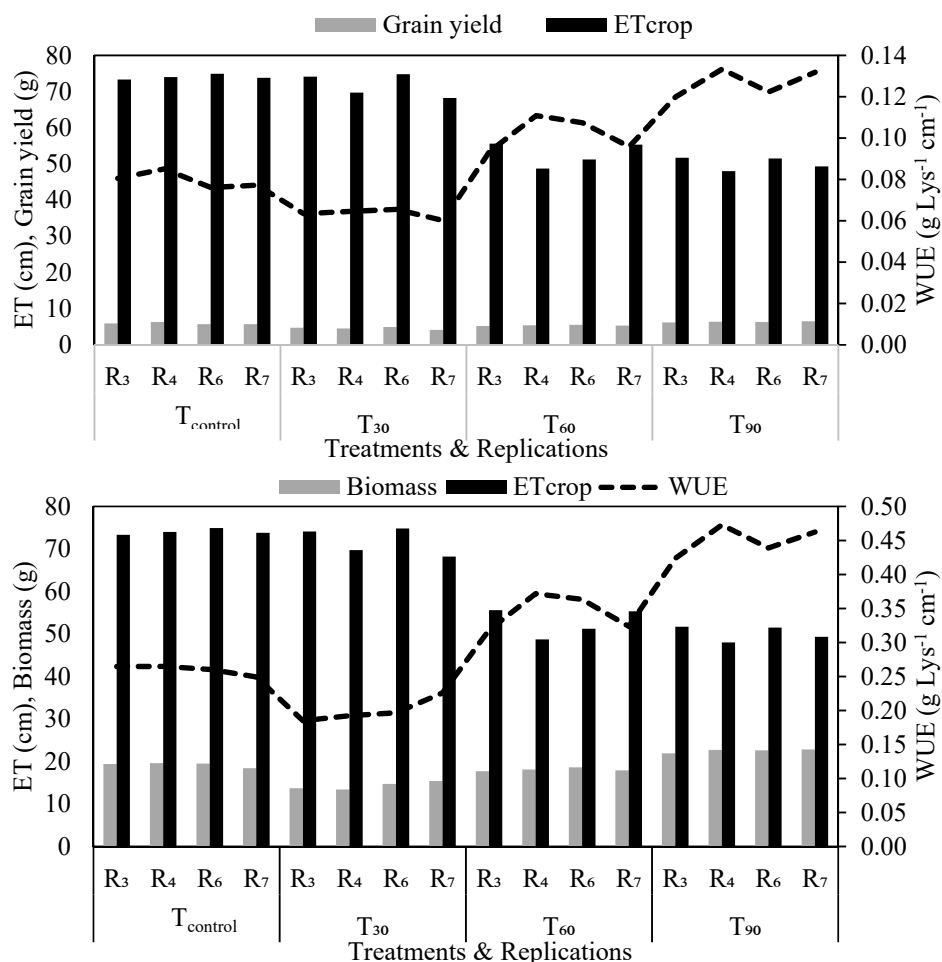 Grain yield ETcrop
80 0.14
70 0.12
60 0.10
50 0.08
40 0.06
30 0.04
20 0.02
10 0.00
0
ET (cm), Grain yield (g)
WUE (g Lys⁻¹ cm⁻¹)
R₃ R₄ R₆ R₇ R₃ R₄ R₆ R₇ R₃ R₄ R₆ R₇ R₃ R₄ R₆ R₇
T_control T₃₀ T₆₀ T₉₀
Treatments & Replications
Biomass ETcrop WUE
80 0.50
70 0.45
60 0.40
50 0.35
40 0.30
30 0.25
20 0.20
10 0.15
0 0.10
0.05
0.00
ET (cm), Biomass (g)
WUE (g Lys⁻¹ cm⁻¹)
R₃ R₄ R₆ R₇ R₃ R₄ R₆ R₇ R₃ R₄ R₆ R₇ R₃ R₄ R₆ R₇
T_control T₃₀ T₆₀ T₉₀
Treatments & Replications